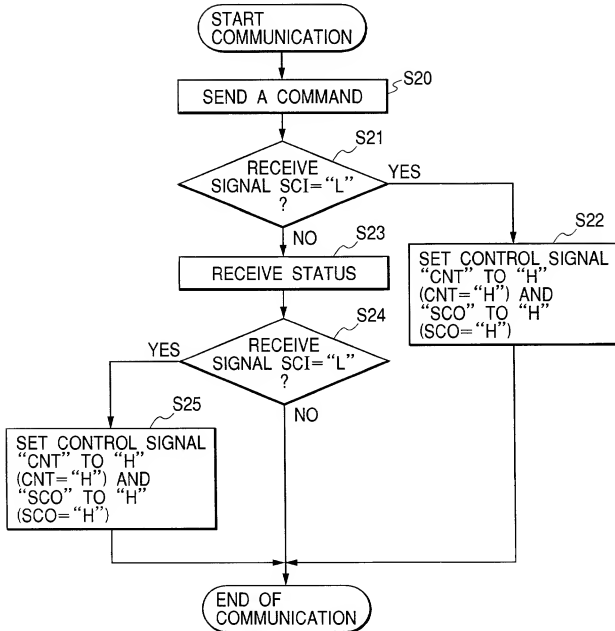 START
COMMUNICATION
S20
SEND A COMMAND
S21
RECEIVE
SIGNAL SCI=“L”
?
YES
NO
S22
SET CONTROL SIGNAL
“CNT” TO “H”
(CNT=“H”) AND
“SCO” TO “H”
(SCO=“H”)
S23
RECEIVE STATUS
S24
RECEIVE
SIGNAL SCI=“L”
?
YES
NO
S25
SET CONTROL SIGNAL
“CNT” TO “H”
(CNT=“H”) AND
“SCO” TO “H”
(SCO=“H”)
END OF
COMMUNICATION